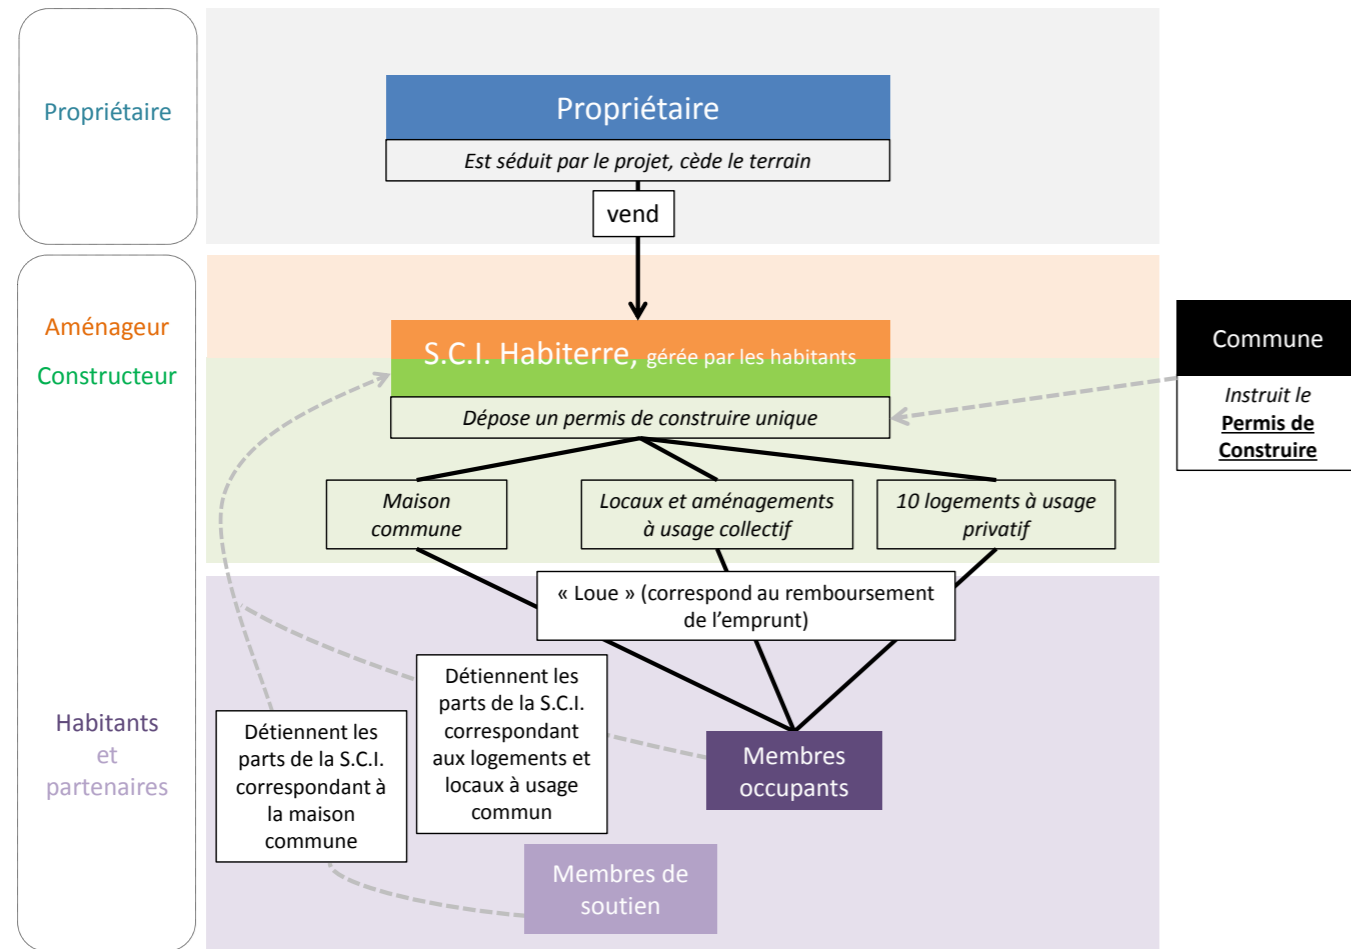 Propriétaire
Propriétaire
Est séduit par le projet, cède le terrain
vend
Aménageur
Constructeur
S.C.I. Habiterre, gérée par les habitants
Dépose un permis de construire unique
Commune
Instruit le
Permis de
Construire
Maison
commune
Locaux et aménagements
à usage collectif
10 logements à usage
privatif
« Loue » (correspond au remboursement
de l’emprunt)
Habitants
et
partenaires
Détiennent les
parts de la S.C.I.
correspondant à
la maison
commune
Détiennent les
parts de la S.C.I.
correspondant
aux logements et
locaux à usage
commun
Membres
occupants
Membres de
soutien